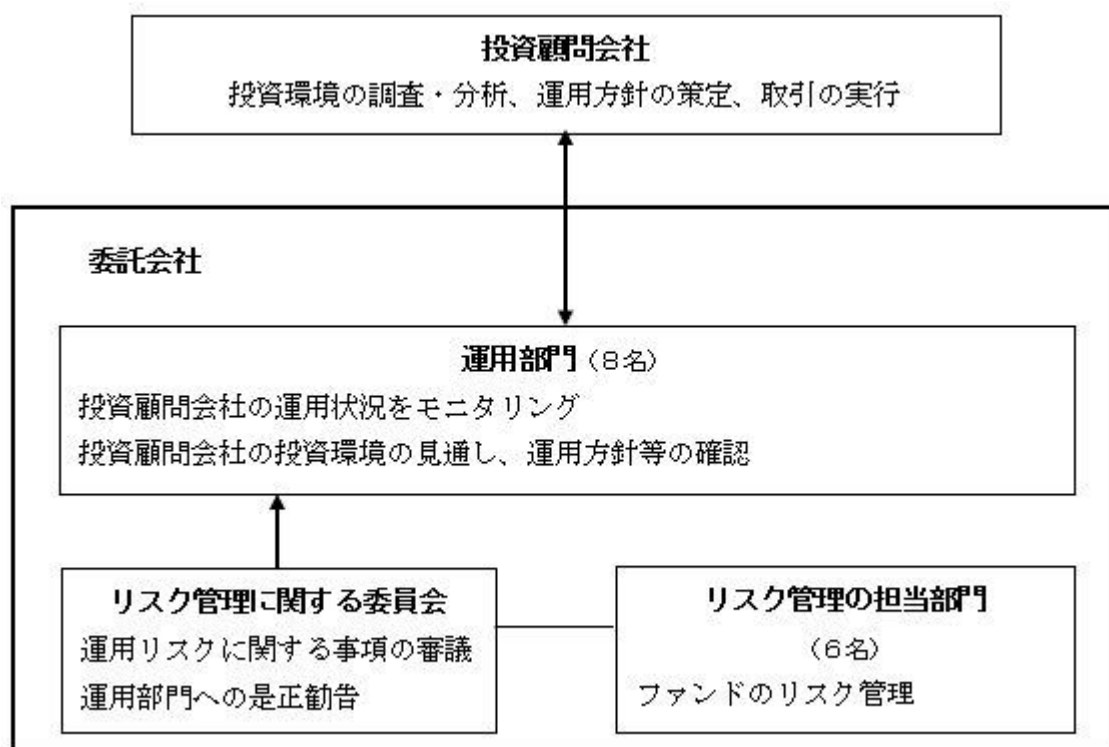 投資顧問会社
投資環境の調査・分析、運用方針の策定、取引の実行
委託会社
運用部門（８名）
投資顧問会社の運用状況をモニタリング
投資顧問会社の投資環境の見通し、運用方針等の確認
リスク管理に関する委員会
運用リスクに関する事項の審議
運用部門への是正勧告
リスク管理の担当部門
（６名）
ファンドのリスク管理